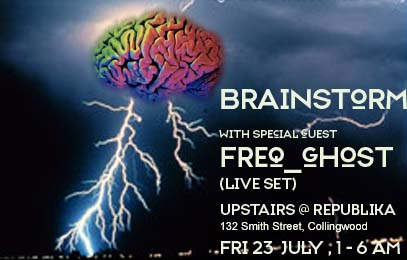 BRAINSTORM
WITH SPECIAL GUEST
FREQ_GHOST
(LIVE SET)
UPSTAIRS @ REPUBLIKA
132 Smith Street, Collingwood
FRI 23 JULY ; 1 - 6 AM